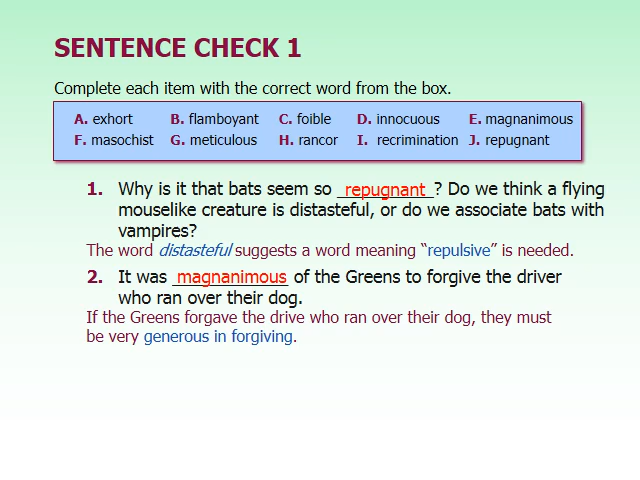 SENTENCE CHECK 1
Complete each item with the correct word from the box.
A. exhort B. flamboyant C. foible D. innocuous E. magnanimous
F. masochist G. meticulous H. rancor I. recrimination J. repugnant
1. Why is it that bats seem so repugnant? Do we think a flying
mouselike creature is distasteful, or do we associate bats with
vampires?
The word distasteful suggests a word meaning “repulsive” is needed.
2. It was magnanimous of the Greens to forgive the driver
who ran over their dog.
If the Greens forgave the drive who ran over their dog, they must
be very generous in forgiving.